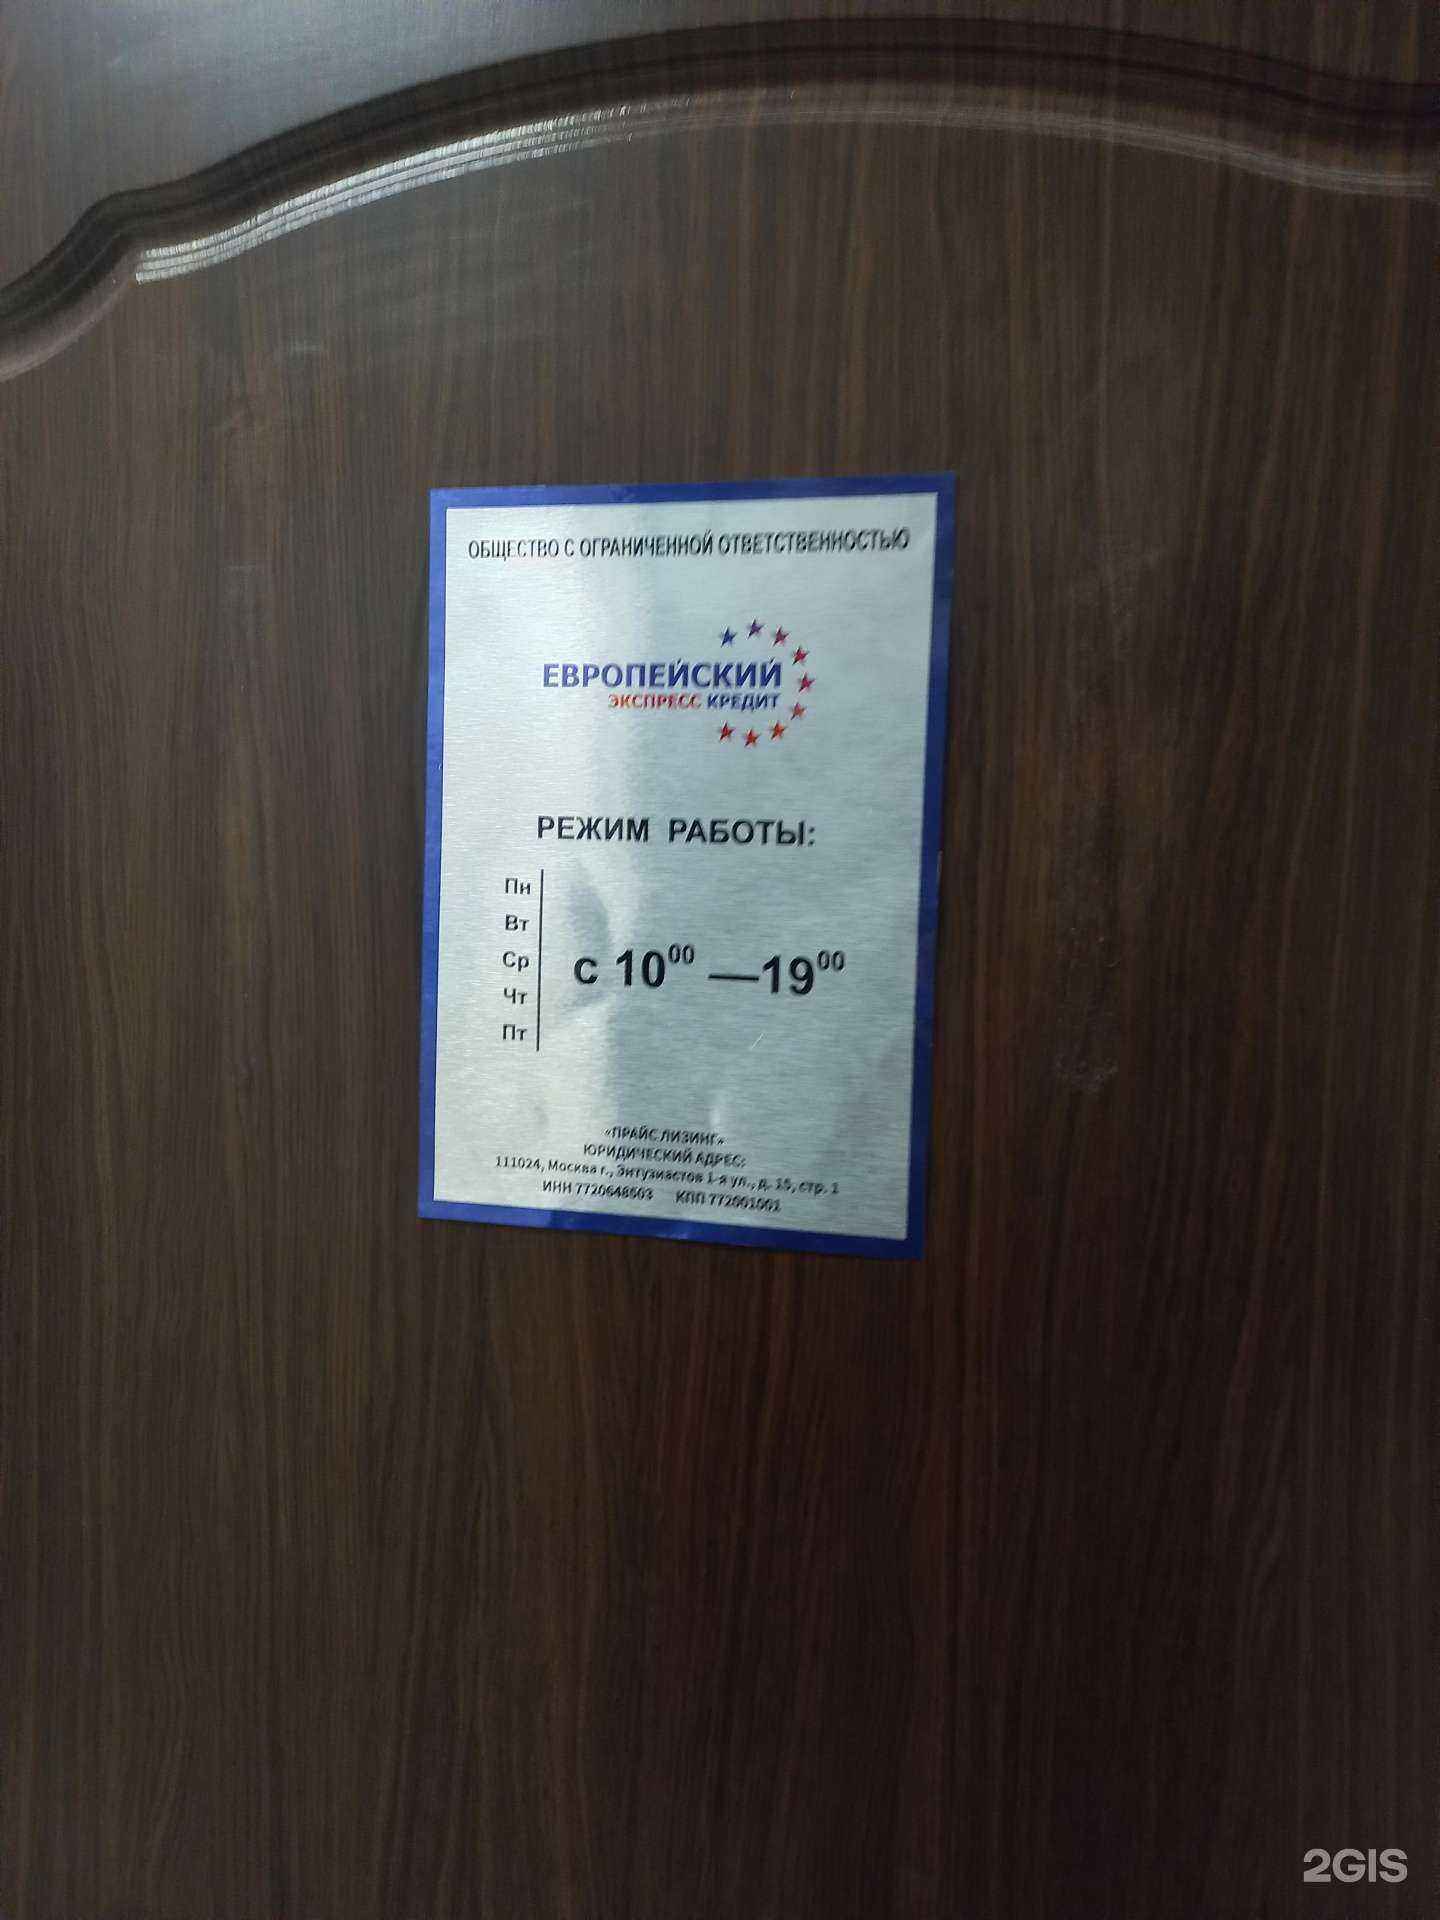 ОБЩЕСТВО С ОГРАНИЧЕННОЙ ОТВЕТСТВЕННОСТЬЮ
ЕВРОПЕЙСКИЙ
ЭКСПРЕСС КРЕДИТ
РЕЖИМ РАБОТЫ:
Пн
Вт
Ср
Чт
Пт
с 10⁰⁰ —19⁰⁰
«ПРАЙС ЛИЗИНГ»
ЮРИДИЧЕСКИЙ АДРЕС:
111024, Москва г., Энтузиастов 1-я ул., д. 15, стр. 1
ИНН 7720648503 КПП 772001001
2GIS